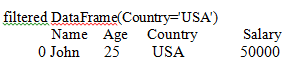 filtered DataFrame(Country='USA')
Name Age Country Salary
0 John 25 USA 50000